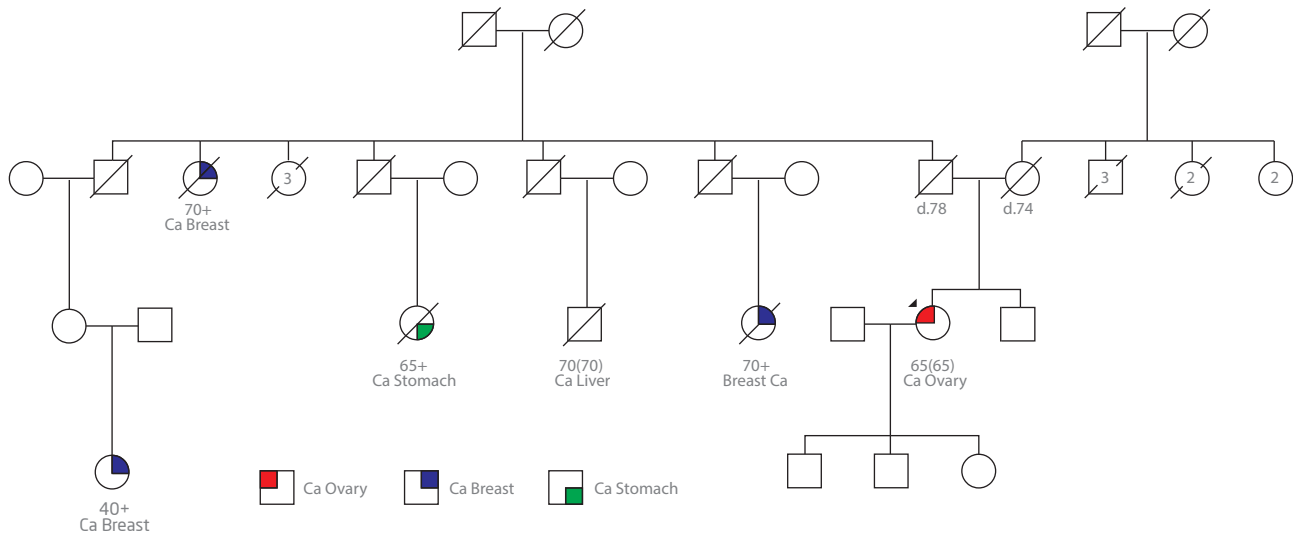 3
3
2
2
70+
Ca Breast
d.78
d.74
65+
Ca Stomach
70(70)
Ca Liver
70+
Breast Ca
65(65)
Ca Ovary
Ca Ovary
Ca Breast
Ca Stomach
40+
Ca Breast